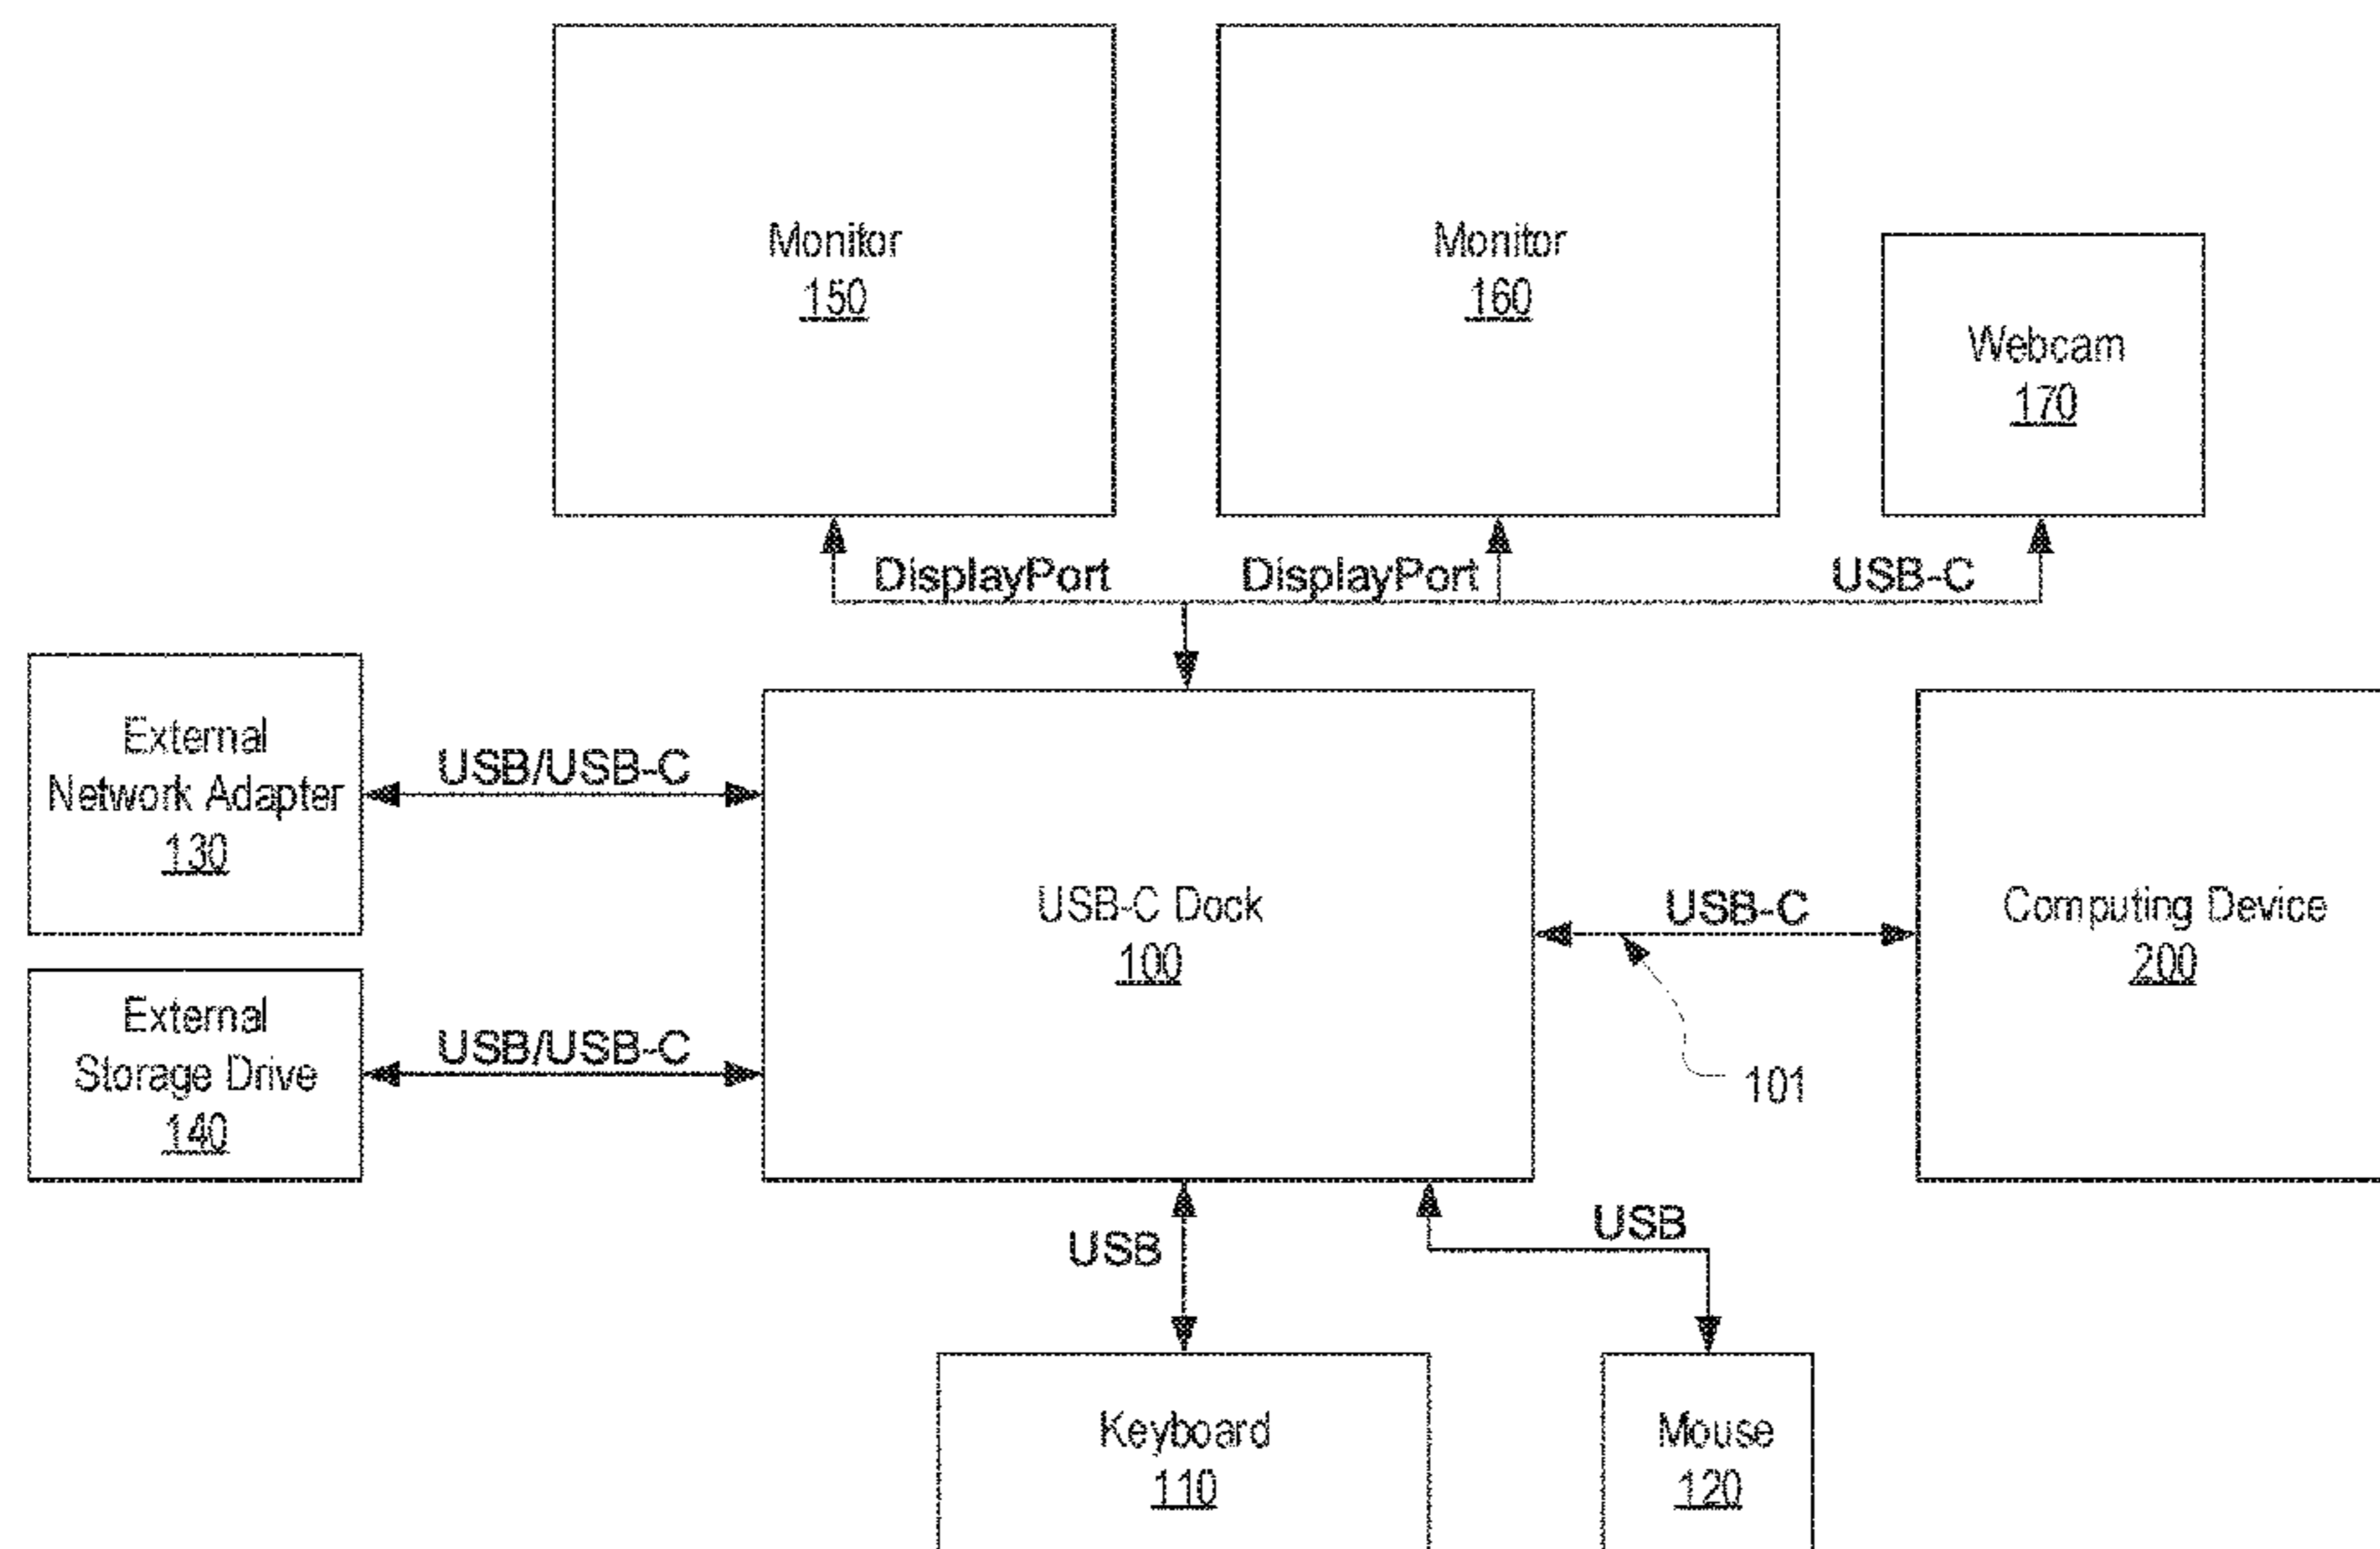 Monitor
150
Monitor
160
Webcam
170
DisplayPort
DisplayPort
USB-C
External
Network Adapter
130
USB/USB-C
USB-C Dock
100
USB-C
101
Computing Device
200
External
Storage Drive
140
USB/USB-C
USB
USB
Keyboard
110
Mouse
120